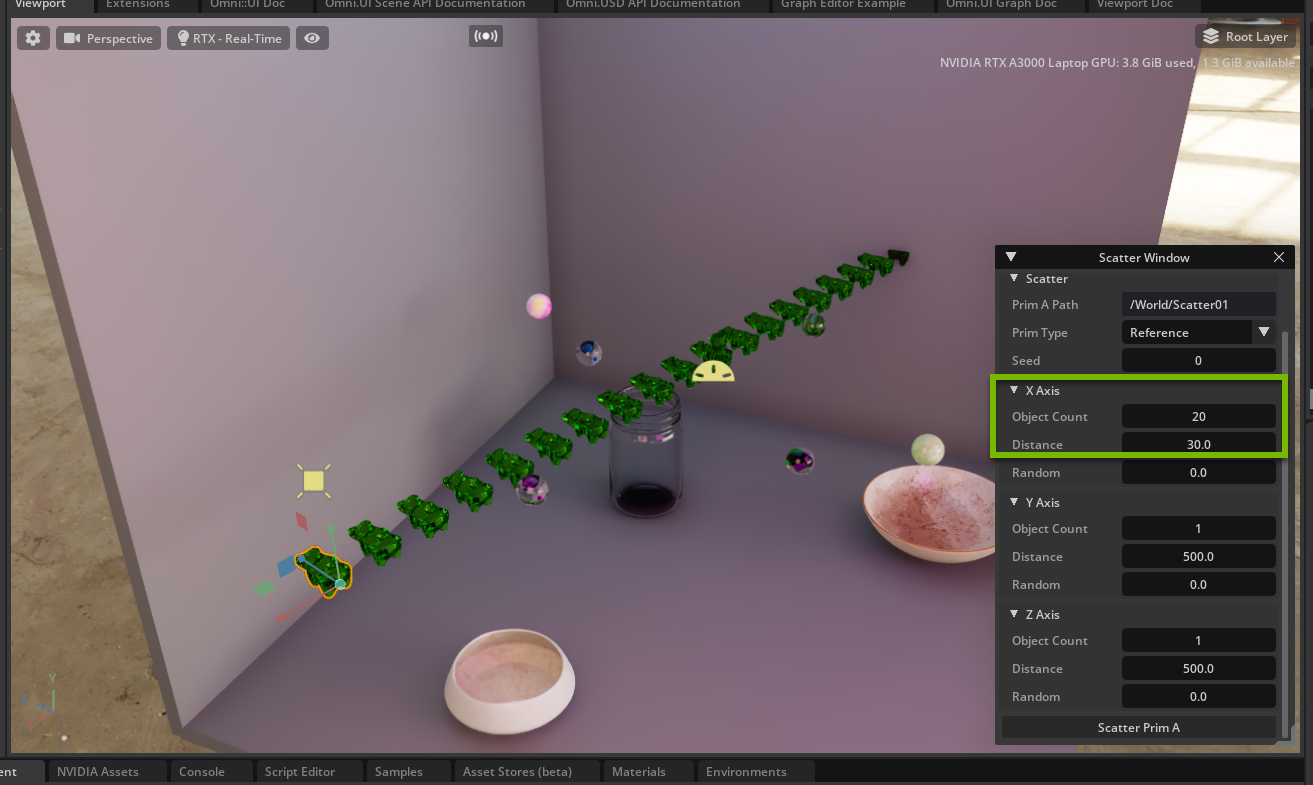 Viewport Extensions Omni::UI Doc Omni.UI Scene API Documentation Omni.USD API Documentation Graph Editor Example Omni.UI Graph Doc Viewport Doc
Perspective RTX - Real-Time Root Layer
NVIDIA RTX A3000 Laptop GPU: 3.8 GiB used, 1.3 GiB available
Scatter Window
Scatter
Prim A Path /World/Scatter01
Prim Type Reference
Seed 0
X Axis
Object Count 20
Distance 30.0
Random 0.0
Y Axis
Object Count 1
Distance 500.0
Random 0.0
Z Axis
Object Count 1
Distance 500.0
Random 0.0
Scatter Prim A
Y
NVIDIA Assets Console Script Editor Samples Asset Stores (beta) Materials Environments